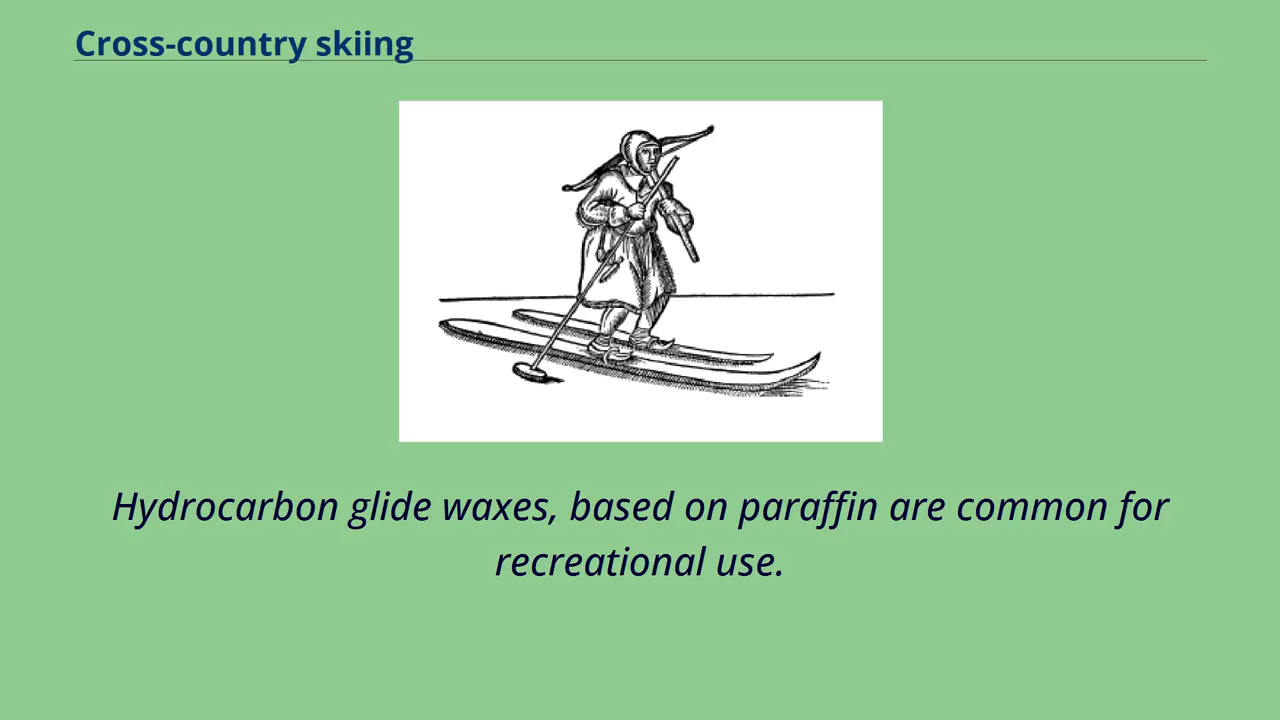 Cross-country skiing
Hydrocarbon glide waxes, based on paraffin are common for
recreational use.